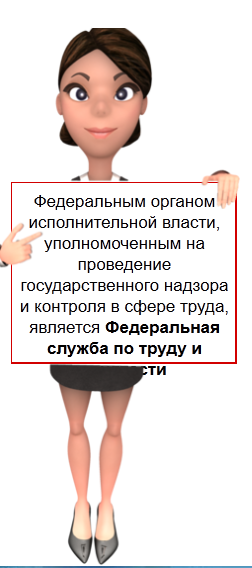 Федеральным органом
исполнительной власти,
уполномоченным на
проведение
государственного надзора
и контроля в сфере труда,
является Федеральная
служба по труду и